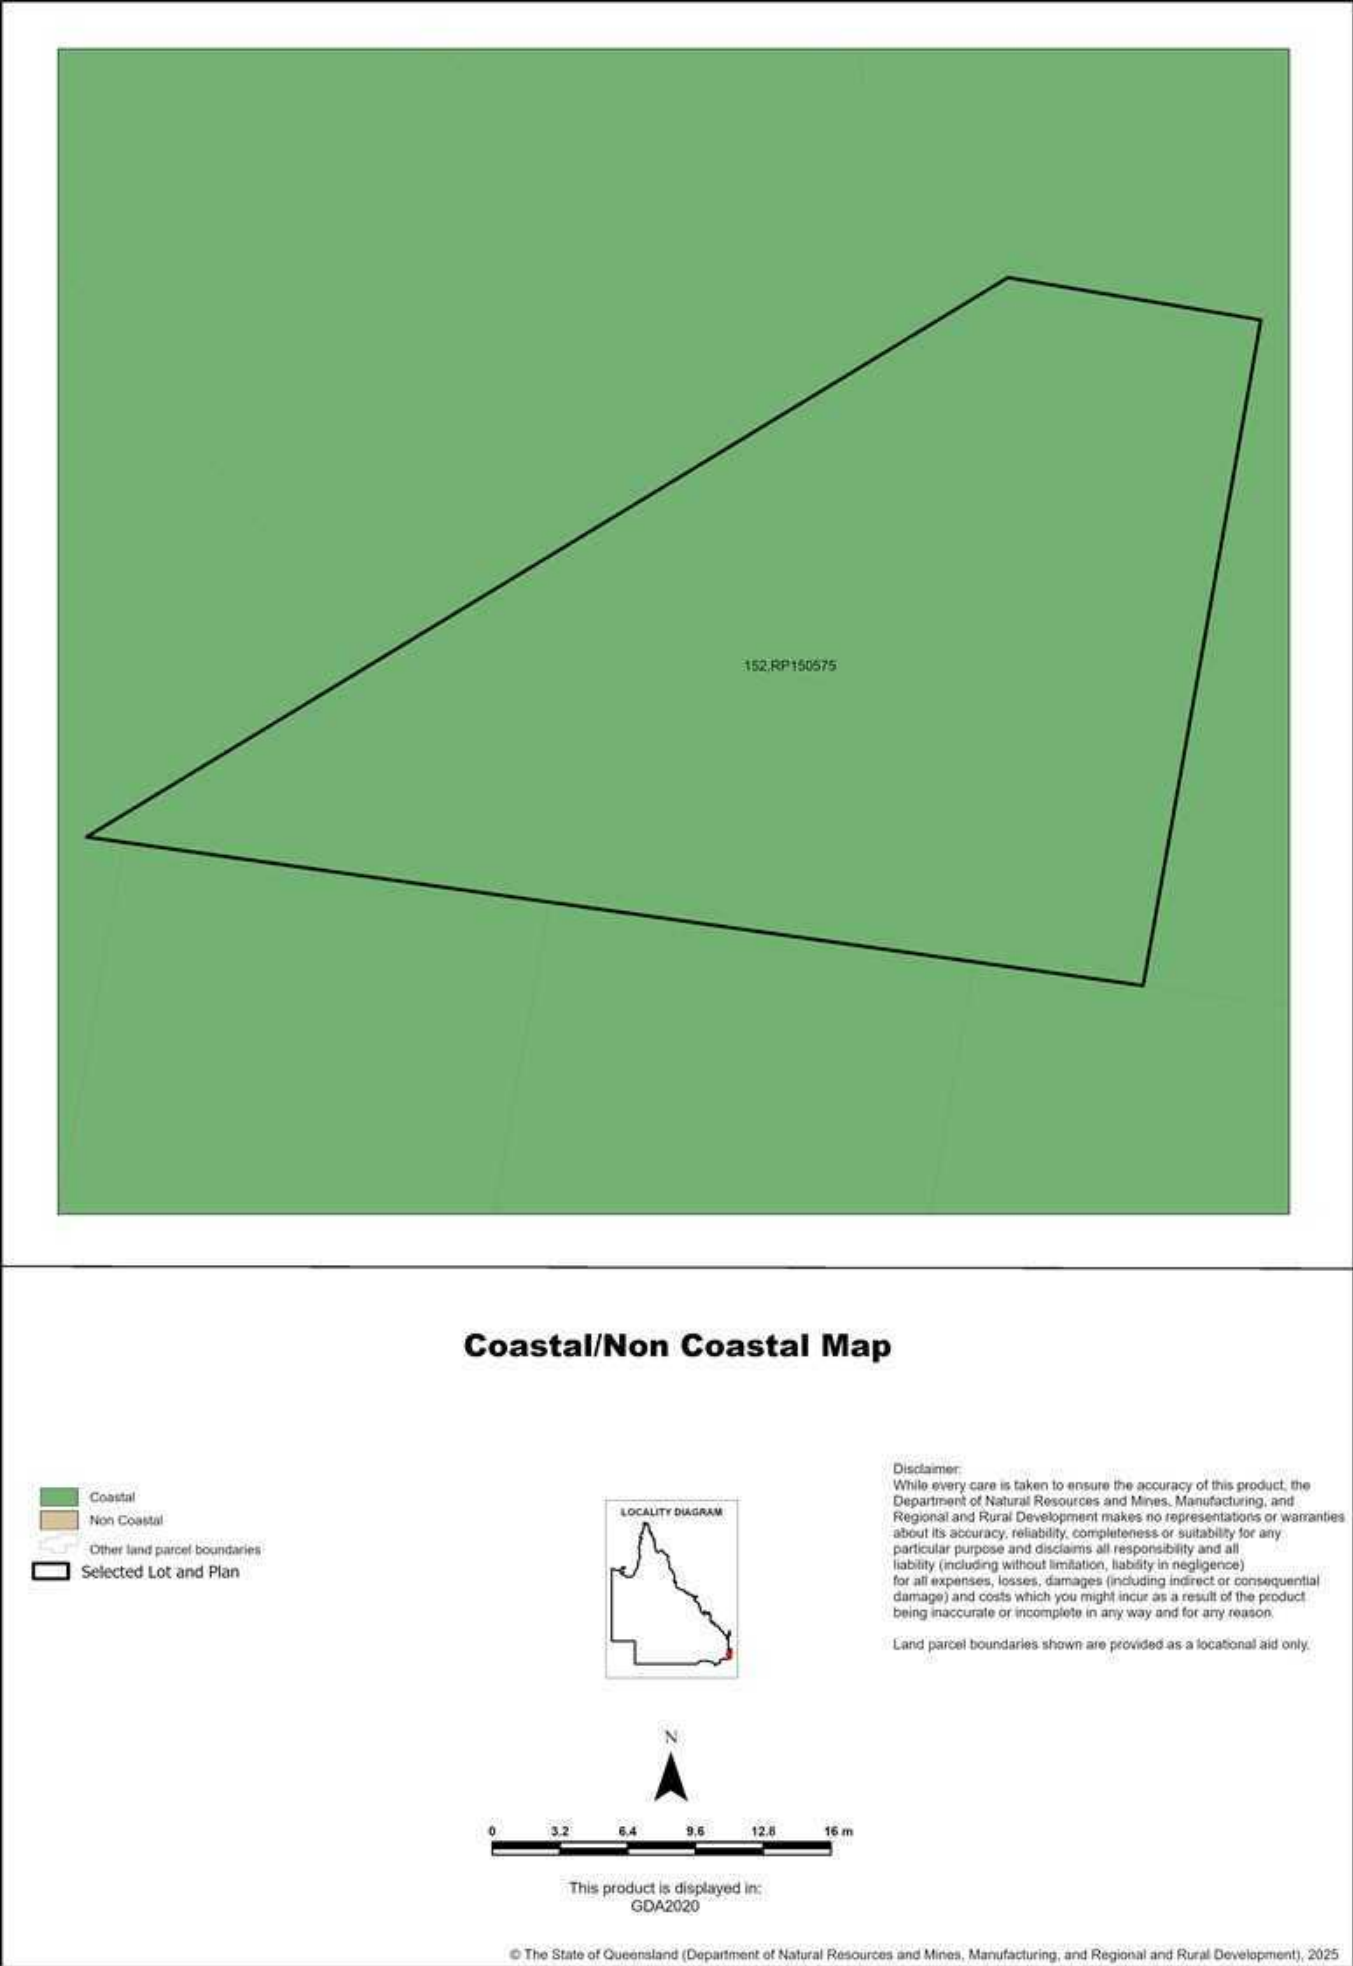 152,RP150575
Coastal/Non Coastal Map
Coastal
Non Coastal
Other land parcel boundaries
Selected Lot and Plan
LOCALITY DIAGRAM
N
0 3.2 6.4 9.6 12.8 16 m
This product is displayed in:
GDA2020
Disclaimer:
While every care is taken to ensure the accuracy of this product, the
Department of Natural Resources and Mines, Manufacturing, and
Regional and Rural Development makes no representations or warranties
about its accuracy, reliability, completeness or suitability for any
particular purpose and disclaims all responsibility and all
liability (including without limitation, liability in negligence)
for all expenses, losses, damages (including indirect or consequential
damage) and costs which you might incur as a result of the product
being inaccurate or incomplete in any way and for any reason.
Land parcel boundaries shown are provided as a locational aid only.
© The State of Queensland (Department of Natural Resources and Mines, Manufacturing, and Regional and Rural Development), 2025